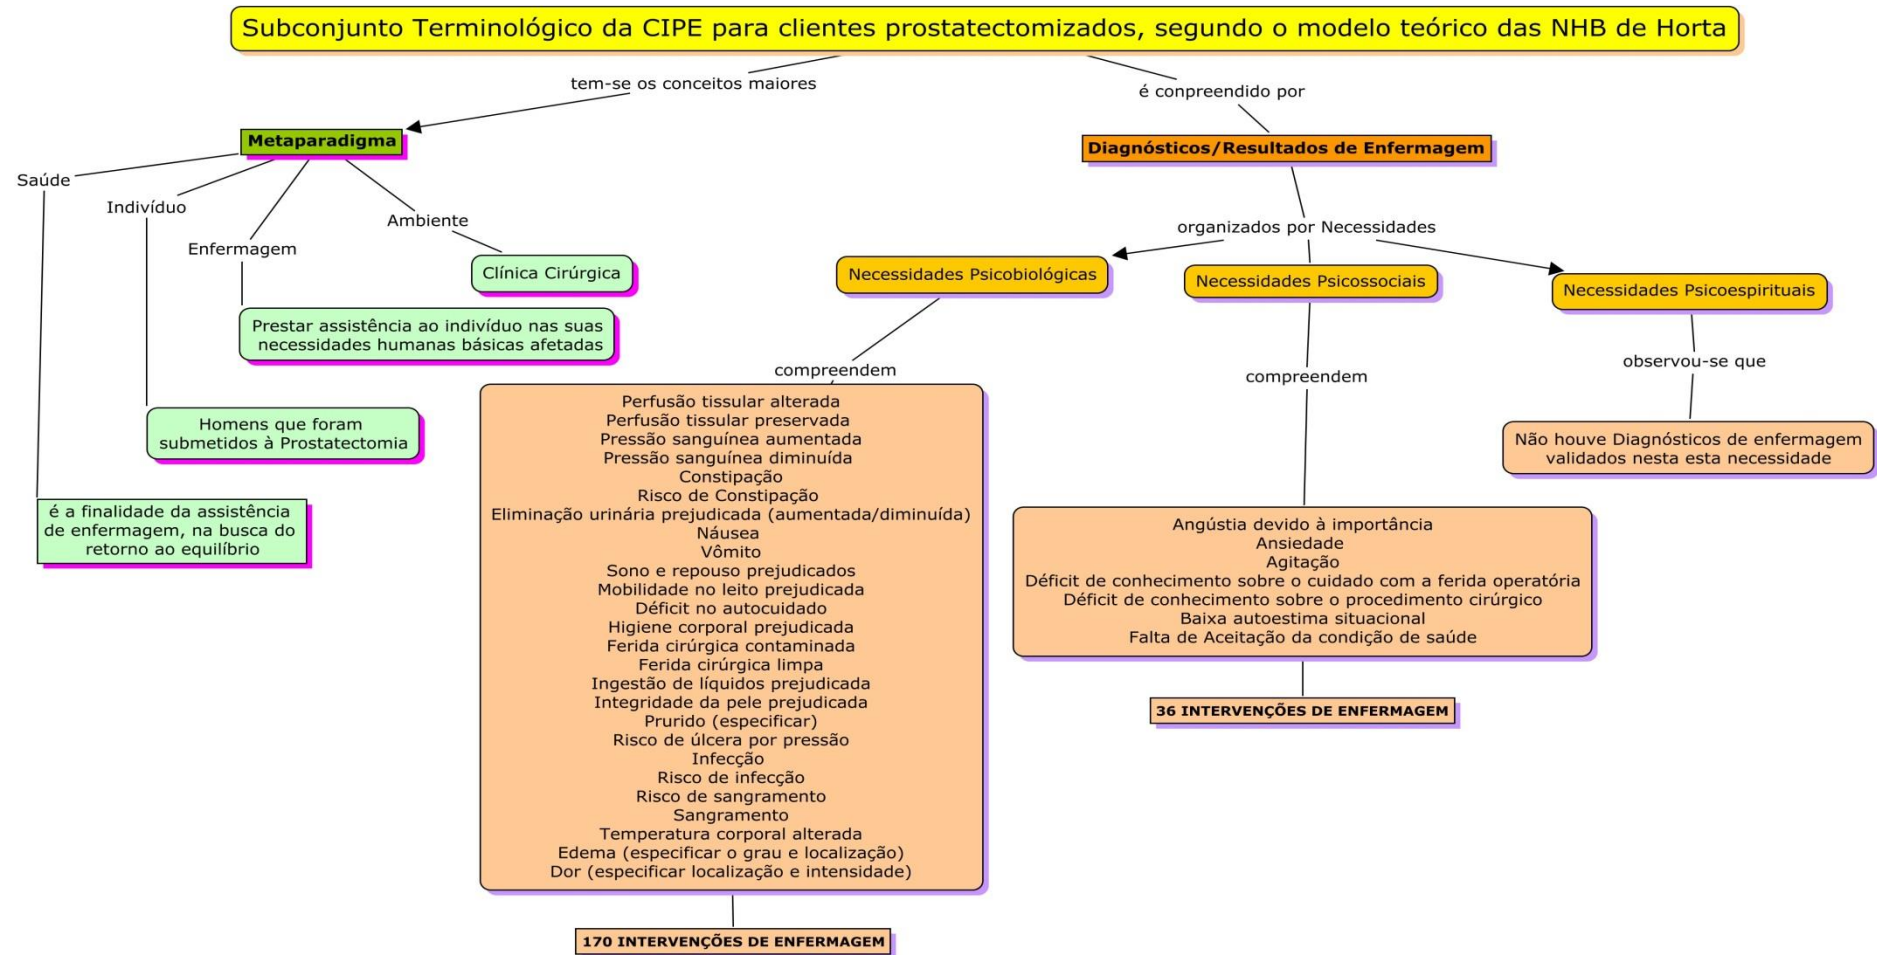 Subconjunto Terminológico da CIPE para clientes prostatectomizados, segundo o modelo teórico das NHB de Horta
tem-se os conceitos maiores
é conpreendido por
Metaparadigma
Diagnósticos/Resultados de Enfermagem
Saúde
Indivíduo
Enfermagem
Ambiente
Clínica Cirúrgica
Prestar assistência ao indivíduo nas suas
necessidades humanas básicas afetadas
Homens que foram
submetidos à Prostatectomia
é a finalidade da assistência
de enfermagem, na busca do
retorno ao equilíbrio
organizados por Necessidades
Necessidades Psicobiológicas
Necessidades Psicossociais
Necessidades Psicoespirituais
compreendem
Perfusão tissular alterada
Perfusão tissular preservada
Pressão sanguínea aumentada
Pressão sanguínea diminuída
Constipação
Risco de Constipação
Eliminação urinária prejudicada (aumentada/diminuída)
Náusea
Vômito
Sono e repouso prejudicados
Mobilidade no leito prejudicada
Déficit no autocuidado
Higiene corporal prejudicada
Ferida cirúrgica contaminada
Ferida cirúrgica limpa
Ingestão de líquidos prejudicada
Integridade da pele prejudicada
Prurido (especificar)
Risco de úlcera por pressão
Infecção
Risco de infecção
Risco de sangramento
Sangramento
Temperatura corporal alterada
Edema (especificar o grau e localização)
Dor (especificar localização e intensidade)
170 INTERVENÇÕES DE ENFERMAGEM
compreendem
Angústia devido à importância
Ansiedade
Agitação
Déficit de conhecimento sobre o cuidado com a ferida operatória
Déficit de conhecimento sobre o procedimento cirúrgico
Baixa autoestima situacional
Falta de Aceitação da condição de saúde
36 INTERVENÇÕES DE ENFERMAGEM
observou-se que
Não houve Diagnósticos de enfermagem
validados nesta esta necessidade